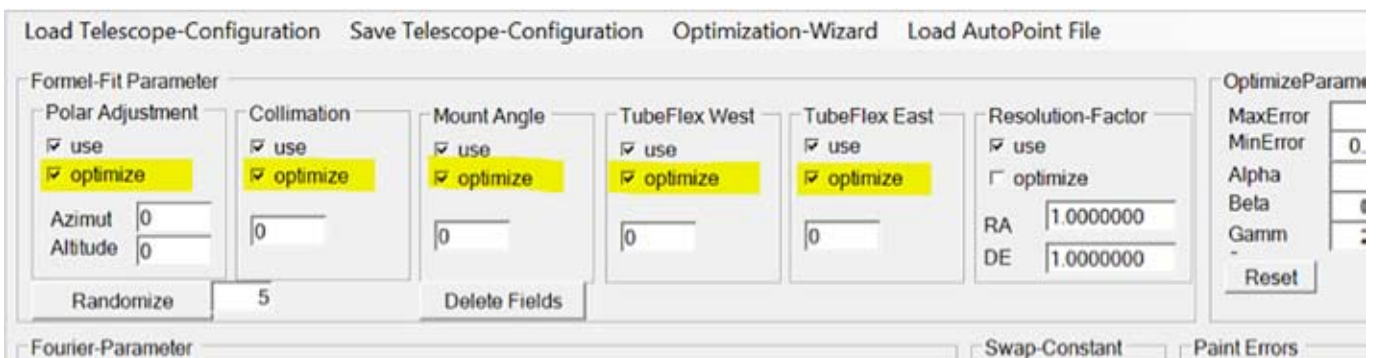 Load Telescope-Configuration Save Telescope-Configuration Optimization-Wizard Load AutoPoint File
Formel-Fit Parameter
Polar Adjustment
use
optimize
Azimut 0
Altitude 0
Collimation
use
optimize
0
Mount Angle
use
optimize
0
TubeFlex West
use
optimize
0
TubeFlex East
use
optimize
0
Resolution-Factor
use
optimize
RA 1.0000000
DE 1.0000000
Randomize 5
Delete Fields
OptimizeParame
MaxError
MinError 0.
Alpha
Beta
Gamm
Reset
Fourier-Parameter
Swap-Constant
Paint Errors